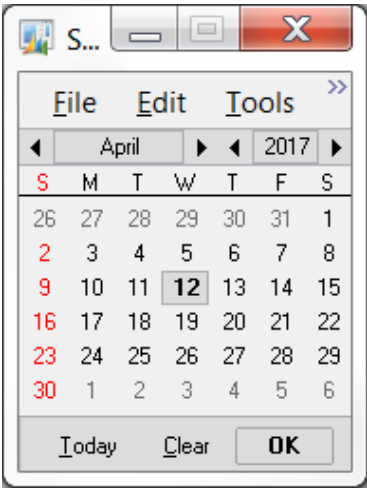 S...
File Edit Tools »
April 2017
S M T W T F S
26 27 28 29 30 31 1
2 3 4 5 6 7 8
9 10 11 12 13 14 15
16 17 18 19 20 21 22
23 24 25 26 27 28 29
30 1 2 3 4 5 6
Today Clear OK